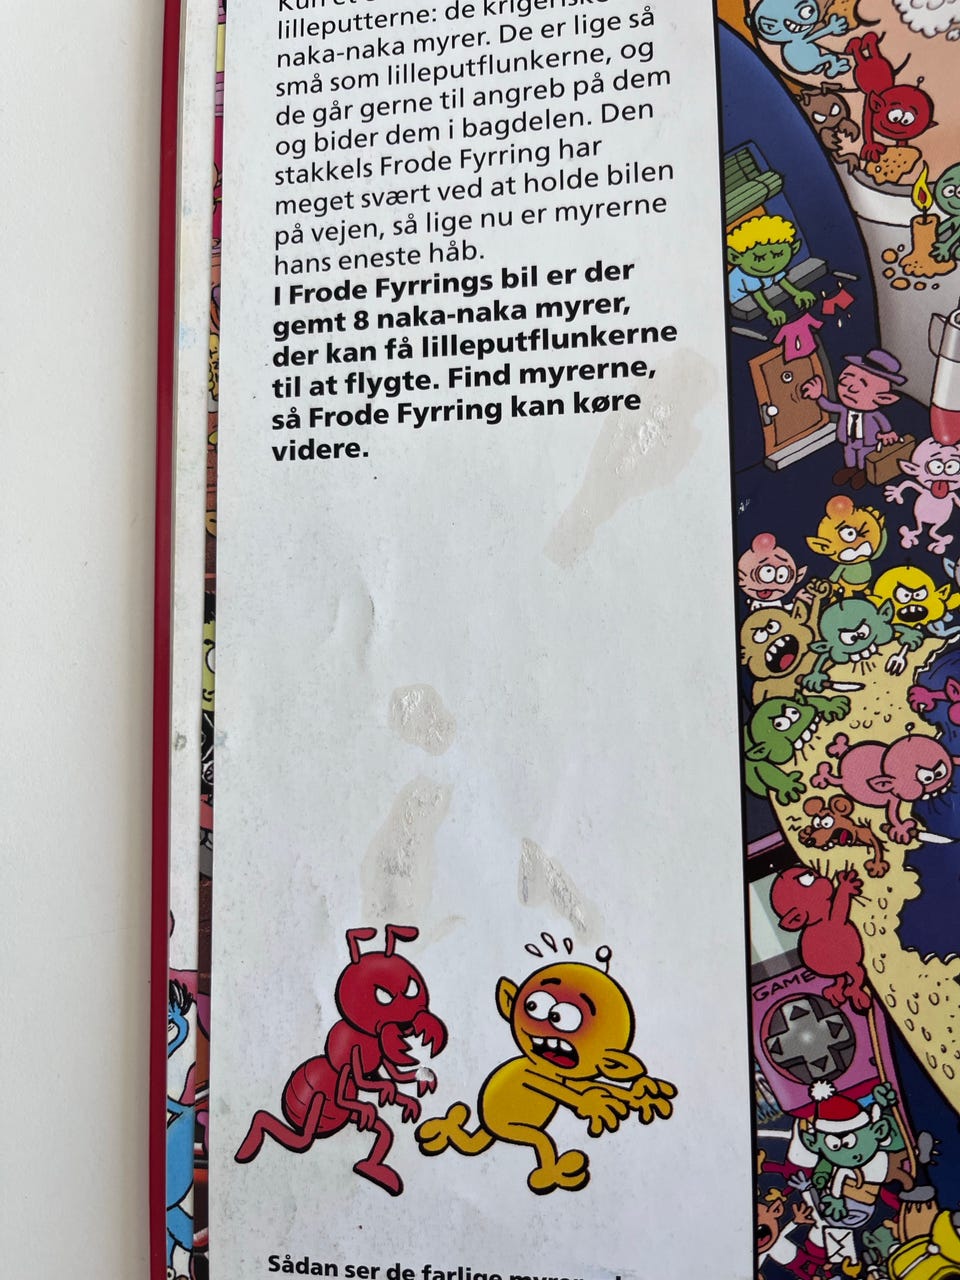 Kun et
lilleputterne: de krigeriske
naka-naka myrer. De er lige så
små som lilleputflunkerne, og
de går gerne til angreb på dem
og bider dem i bagdelen. Den
stakkels Frode Fyrring har
meget svært ved at holde bilen
på vejen, så lige nu er myrerne
hans eneste håb.
I Frode Fyrrings bil er der
gemt 8 naka-naka myrer,
der kan få lilleputflunkerne
til at flygte. Find myrerne,
så Frode Fyrring kan køre
videre.
GAME
Sådan ser de farlige myrer